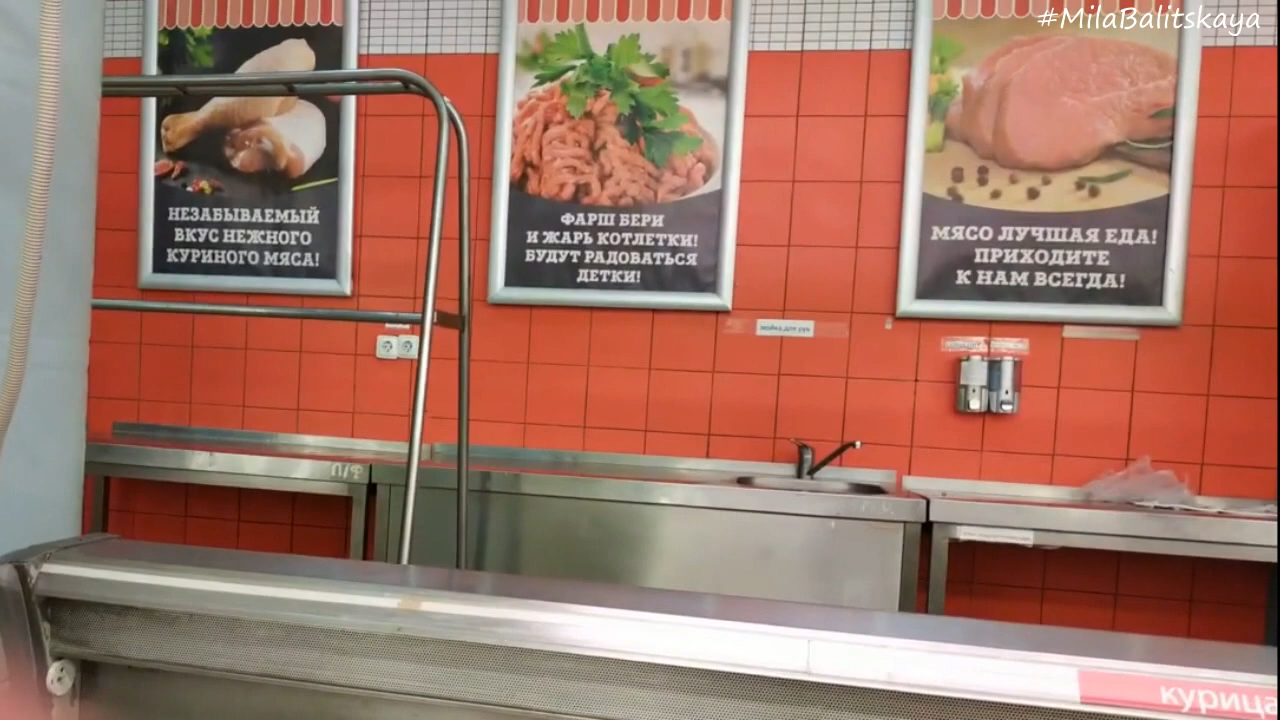 #MilaBalitskaya
НЕЗАБЫВАЕМЫЙ
ВКУС НЕЖНОГО
КУРИНОГО МЯСА!
ФАРШ БЕРИ
И ЖАРЬ КОТЛЕТКИ!
БУДУТ РАДОВАТЬСЯ
ДЕТКИ!
МЯСО ЛУЧШАЯ ЕДА!
ПРИХОДИТЕ
К НАМ ВСЕГДА!
мойка для рук
П/Ф
курица